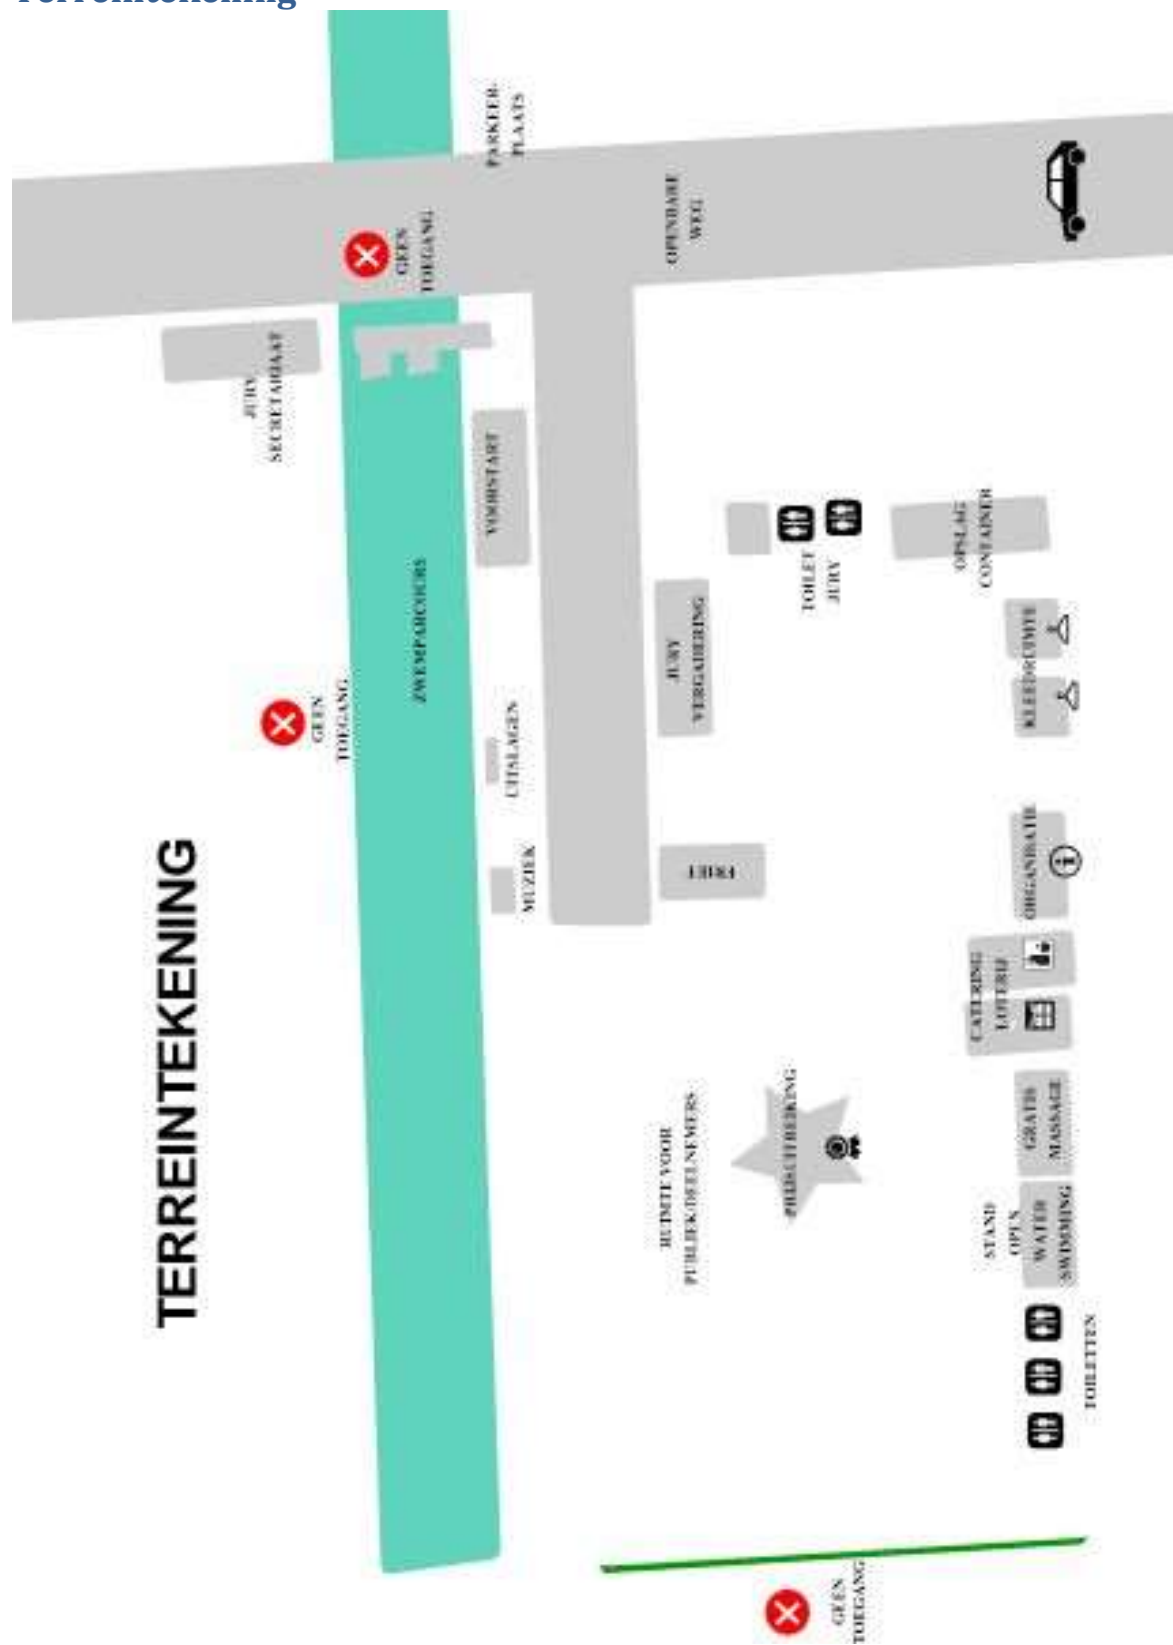 TERREINTEKENING
PARKEER-
PLAATS
OPENBARE
WEG
GEEN
TOEGANG
JURY
SECRETARIAAT
VOORSTART
ZWEMPARCOURS
GEEN
TOEGANG
UITSLAGEN
MUZIEK
TOILET
JURY
OPSLAG
CONTAINER
JURY
VERGADERING
KLEEDRUIMTE
FRIET
ORGANISATIE
CATERING
LOTERIJ
RUIMTE VOOR
PUBLIEK/DEELNEMERS
PRIJSUITREIKING
GRATIS
MASSAGE
STAND
OPEN
WATER
SWIMMING
TOILETTEN
GEEN
TOEGANG